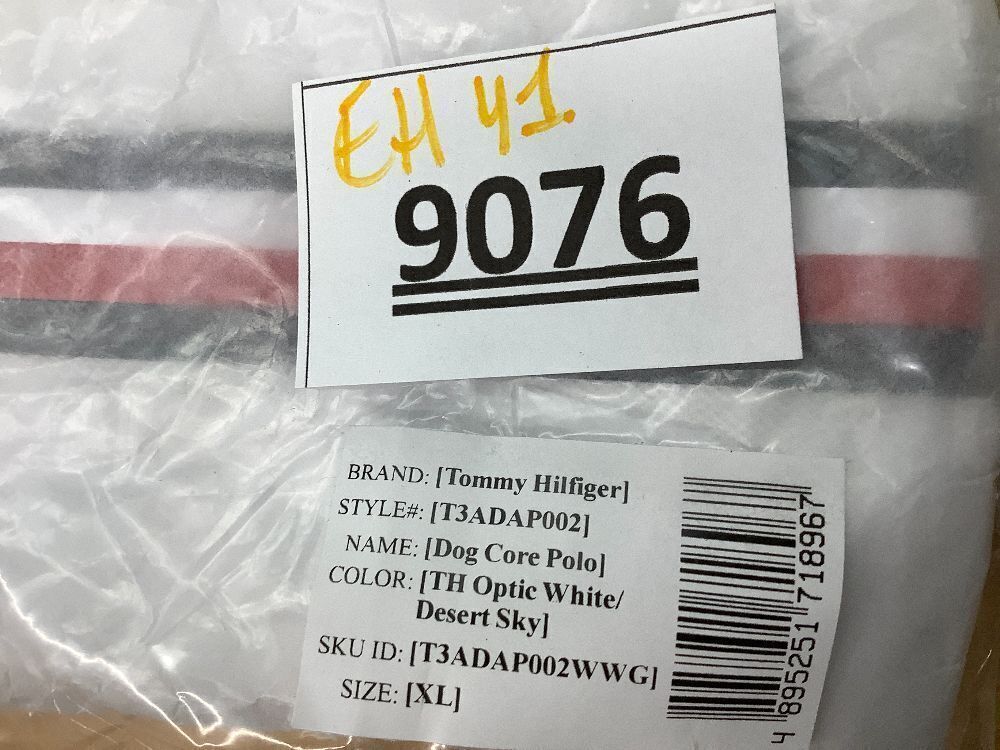 EH 41.
9076
BRAND: [Tommy Hilfiger]
STYLE#: [T3ADAP002]
NAME: [Dog Core Polo]
COLOR: [TH Optic White/
Desert Sky]
SKU ID: [T3ADAP002WWG]
SIZE: [XL]
4 895251 718967